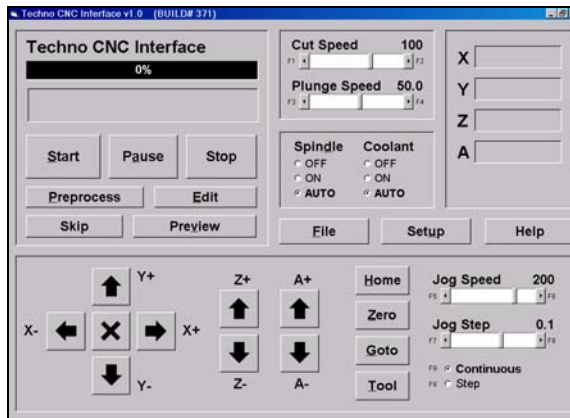 Techno CNC Interface v1.0 (BUILD# 371)
Techno CNC Interface
0%
Start Pause Stop
Preprocess Edit
Skip Preview
Cut Speed 100
F1 F2
Plunge Speed 50.0
F3 F4
Spindle Coolant
OFF OFF
ON ON
AUTO AUTO
X
Y
Z
A
File Setup Help
Y+
X- X+
Y-
Z+ A+
Z- A-
Home
Zero
Goto
Tool
Jog Speed 200
F5 F6
Jog Step 0.1
F7 F8
F9 Continuous
Step